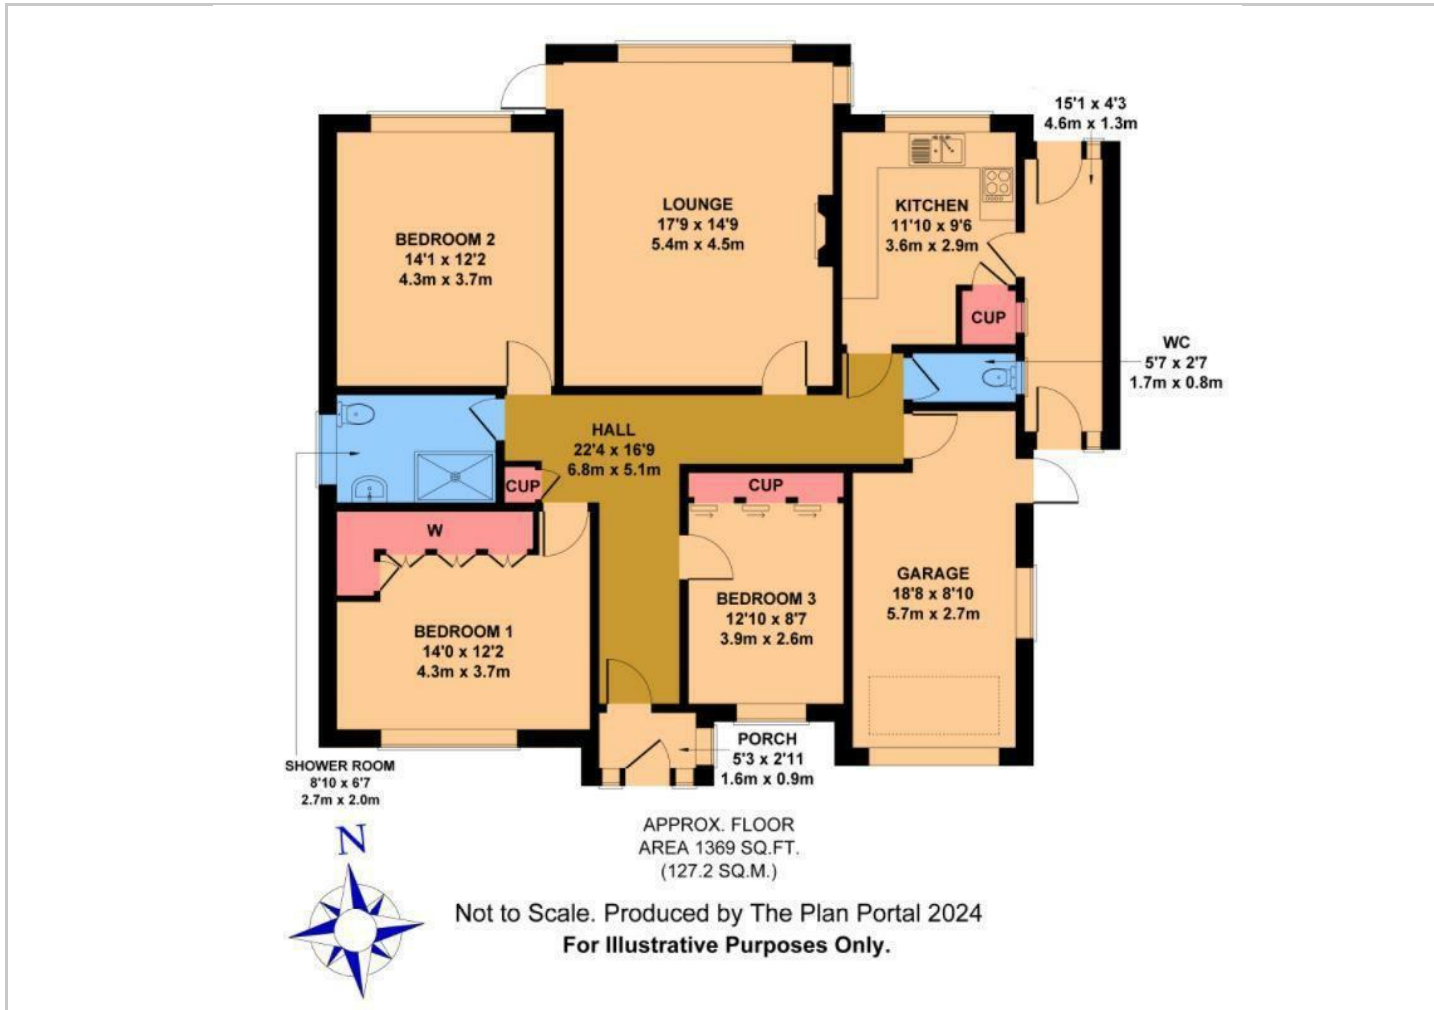 15'1 x 4'3
4.6m x 1.3m
LOUNGE
17'9 x 14'9
5.4m x 4.5m
KITCHEN
11'10 x 9'6
3.6m x 2.9m
BEDROOM 2
14'1 x 12'2
4.3m x 3.7m
CUP
WC
5'7 x 2'7
1.7m x 0.8m
HALL
22'4 x 16'9
6.8m x 5.1m
CUP
CUP
W
GARAGE
18'8 x 8'10
5.7m x 2.7m
BEDROOM 3
12'10 x 8'7
3.9m x 2.6m
BEDROOM 1
14'0 x 12'2
4.3m x 3.7m
PORCH
5'3 x 2'11
1.6m x 0.9m
SHOWER ROOM
8'10 x 6'7
2.7m x 2.0m
APPROX. FLOOR
AREA 1369 SQ.FT.
(127.2 SQ.M.)
N
Not to Scale. Produced by The Plan Portal 2024
For Illustrative Purposes Only.